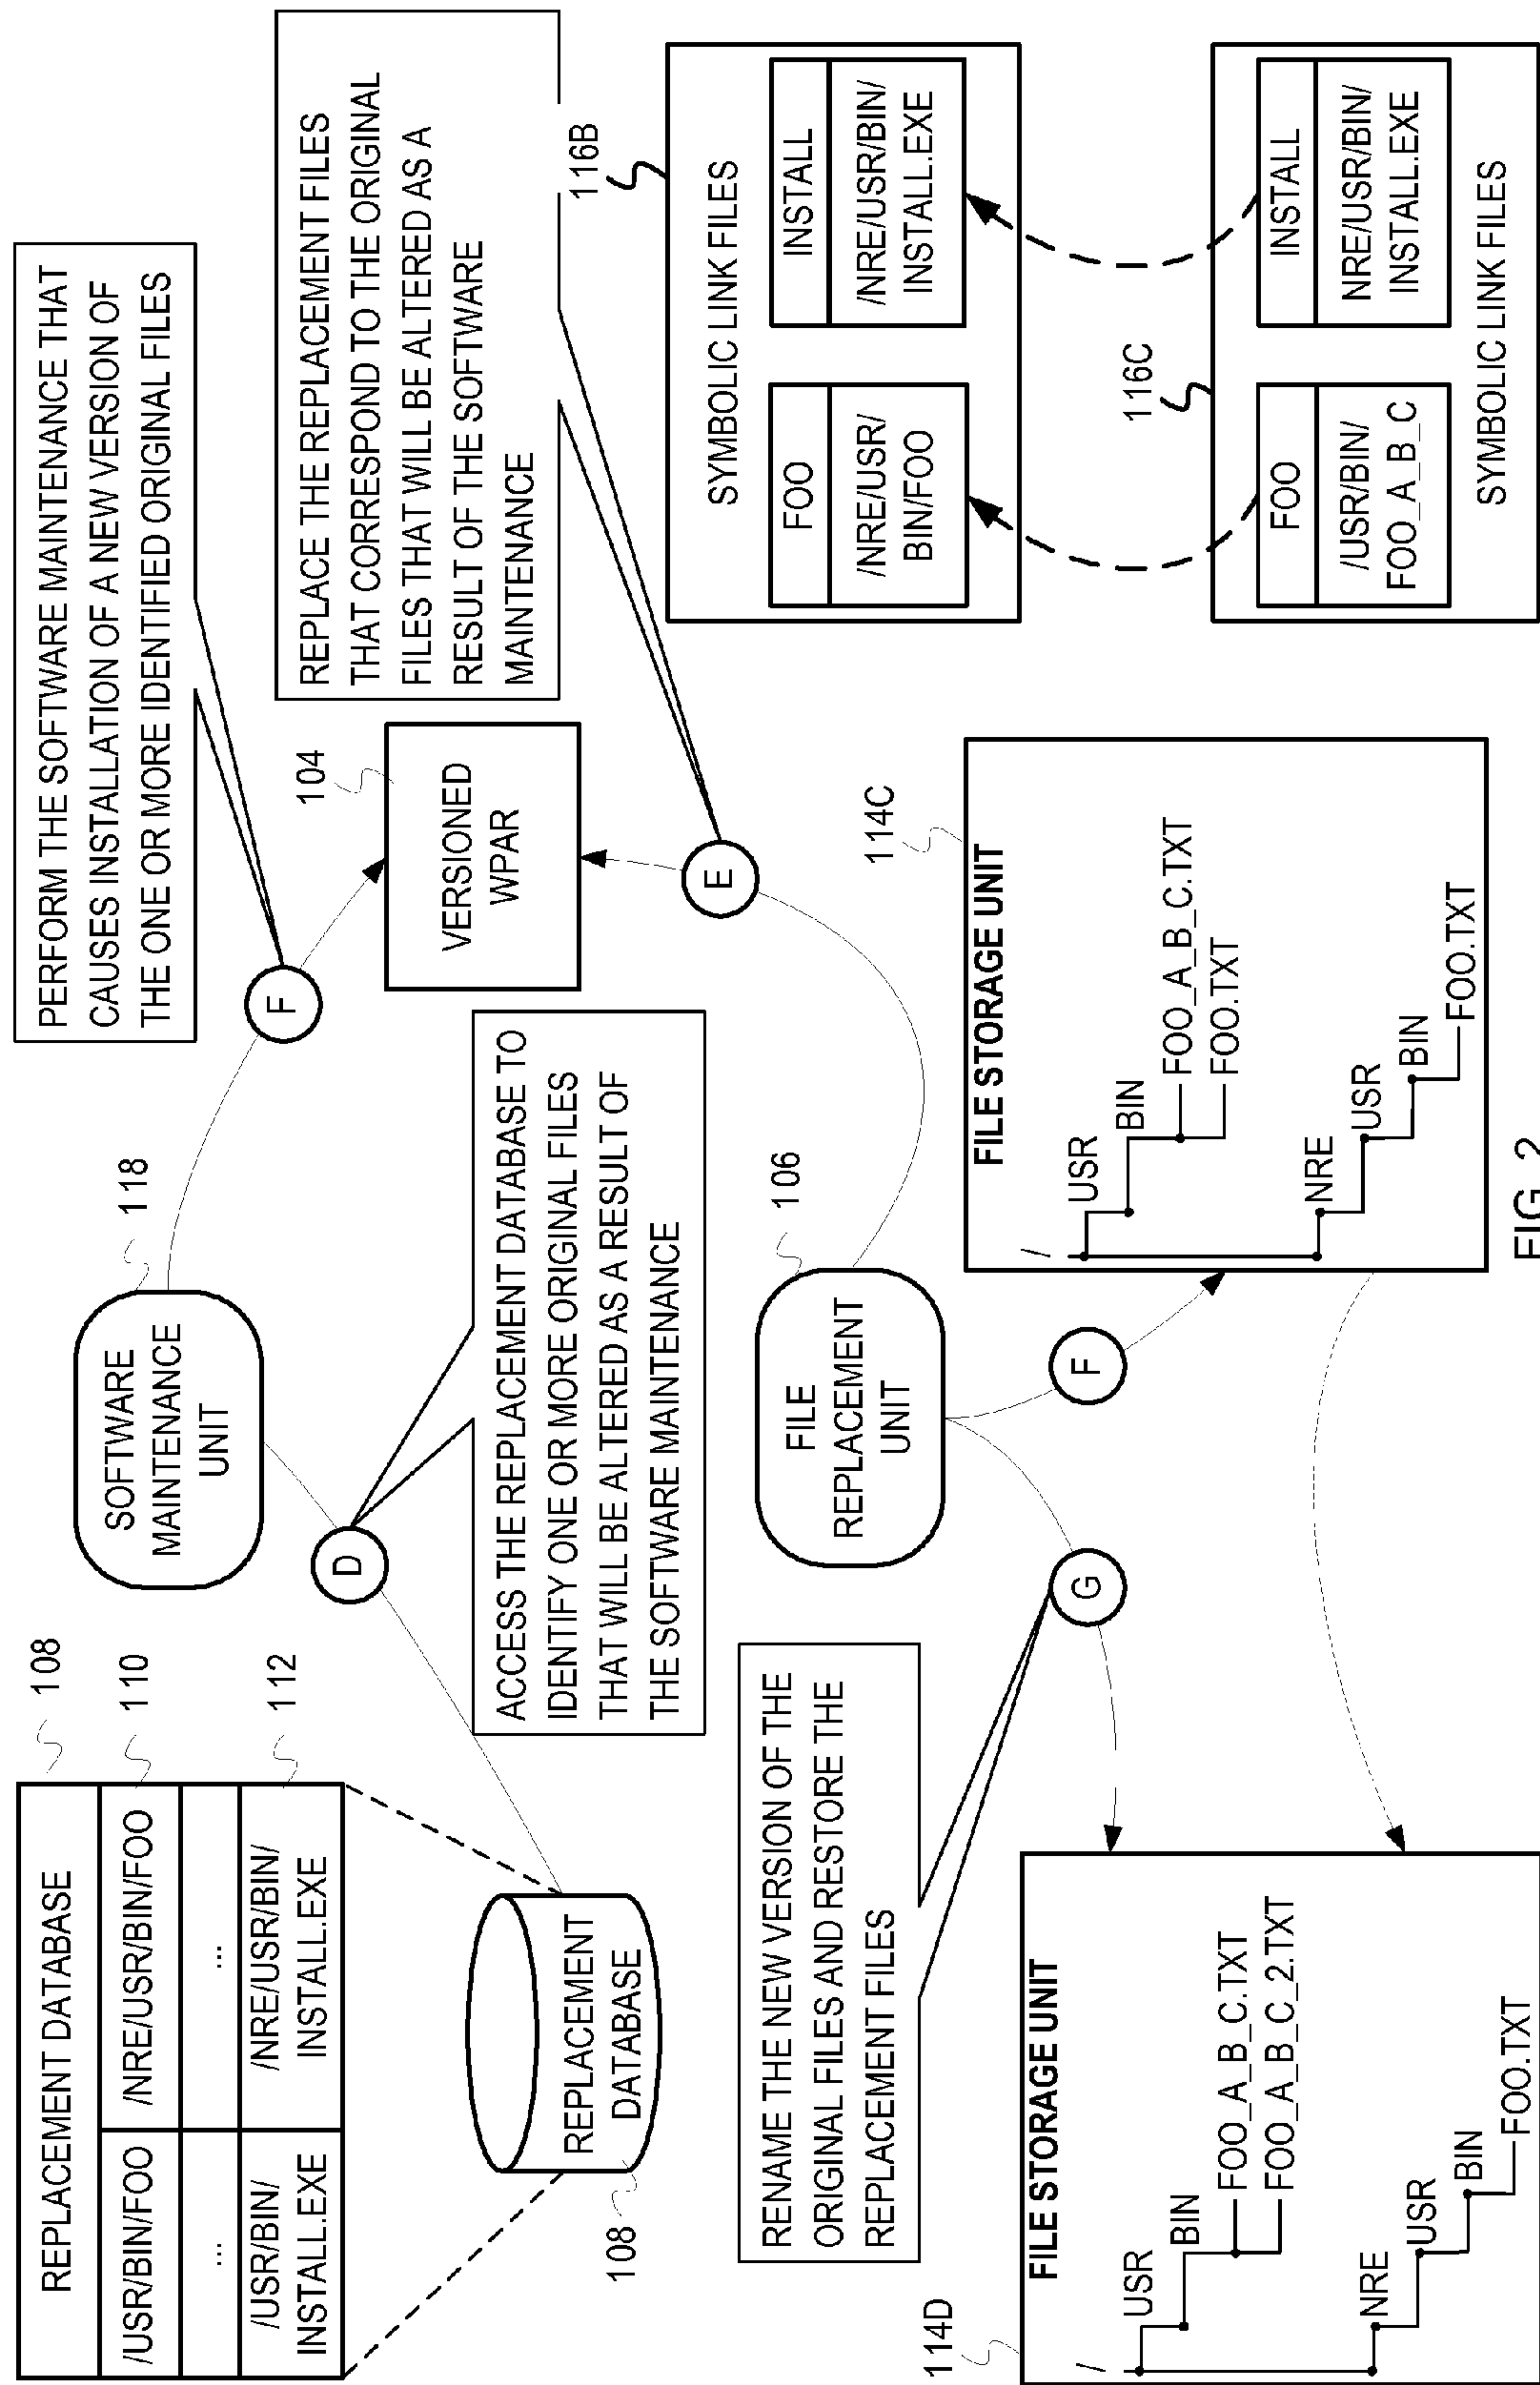 108
REPLACEMENT DATABASE
110
/USR/BIN/FOO
/NRE/USR/BIN/FOO
...
...
112
/USR/BIN/
INSTALL.EXE
/NRE/USR/BIN/
INSTALL.EXE
REPLACEMENT
DATABASE
108
118
SOFTWARE
MAINTENANCE
UNIT
D
ACCESS THE REPLACEMENT DATABASE TO
IDENTIFY ONE OR MORE ORIGINAL FILES
THAT WILL BE ALTERED AS A RESULT OF
THE SOFTWARE MAINTENANCE
PERFORM THE SOFTWARE MAINTENANCE THAT
CAUSES INSTALLATION OF A NEW VERSION OF
THE ONE OR MORE IDENTIFIED ORIGINAL FILES
F
104
VERSIONED
WPAR
REPLACE THE REPLACEMENT FILES
THAT CORRESPOND TO THE ORIGINAL
FILES THAT WILL BE ALTERED AS A
RESULT OF THE SOFTWARE
MAINTENANCE
E
116B
SYMBOLIC LINK FILES
FOO
/NRE/USR/
BIN/FOO
INSTALL
/NRE/USR/BIN/
INSTALL.EXE
116C
FOO
/USR/BIN/
FOO_A_B_C
INSTALL
NRE/USR/BIN/
INSTALL.EXE
SYMBOLIC LINK FILES
106
FILE
REPLACEMENT
UNIT
RENAME THE NEW VERSION OF THE
ORIGINAL FILES AND RESTORE THE
REPLACEMENT FILES
G
F
114D
FILE STORAGE UNIT
/
USR
BIN
FOO_A_B_C.TXT
FOO_A_B_C_2.TXT
NRE
USR
BIN
FOO.TXT
114C
FILE STORAGE UNIT
/
USR
BIN
FOO_A_B_C.TXT
FOO.TXT
NRE
USR
BIN
FOO.TXT
FIG. 2